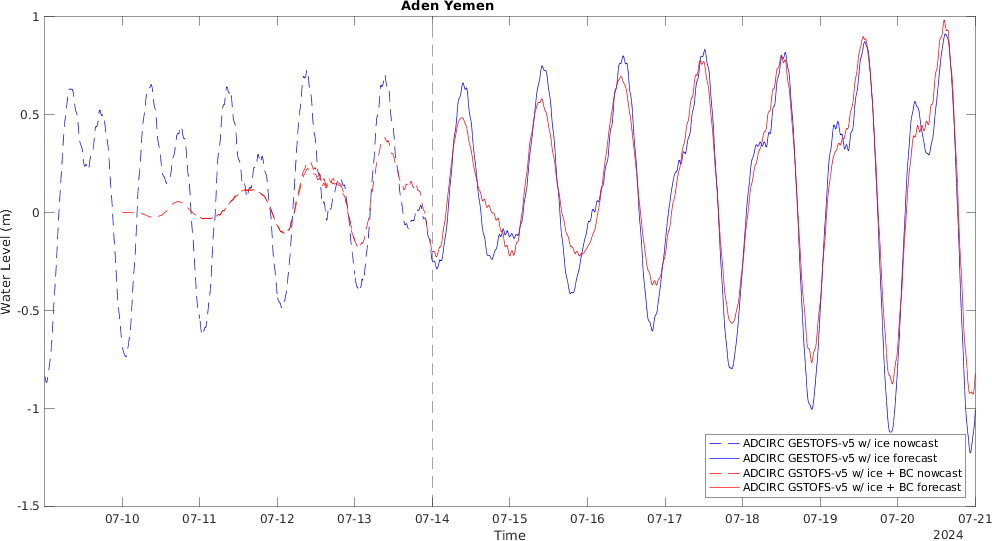 Aden Yemen
1
0.5
0
-0.5
-1
-1.5
Water Level (m)
ADCIRC GESTOFS-v5 w/ ice nowcast
ADCIRC GESTOFS-v5 w/ ice forecast
ADCIRC GSTOFS-v5 w/ ice + BC nowcast
ADCIRC GSTOFS-v5 w/ ice + BC forecast
07-10 07-11 07-12 07-13 07-14 07-15 07-16 07-17 07-18 07-19 07-20 07-21
Time
2024